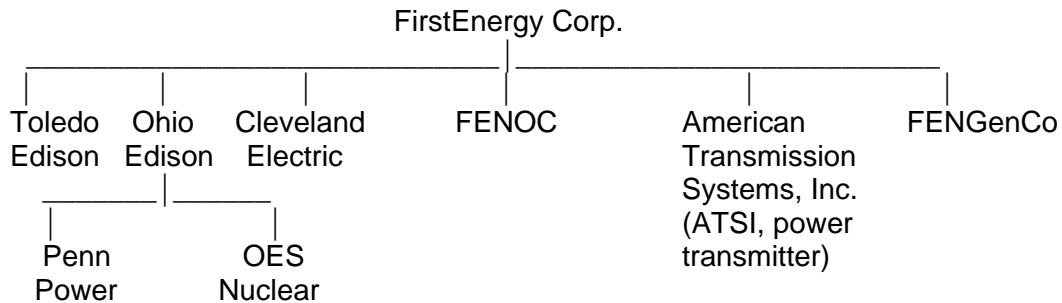 FirstEnergy Corp.
Toledo Ohio Cleveland FENOC American FENGenCo
Edison Edison Electric Transmission
Systems, Inc.
(ATSI, power
Penn OES transmitter)
Power Nuclear